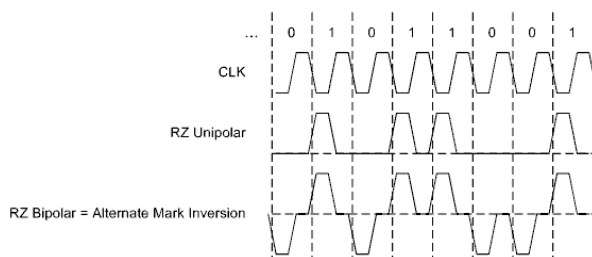 ... 0 1 0 1 1 0 0 1
CLK
RZ Unipolar
RZ Bipolar = Alternate Mark Inversion